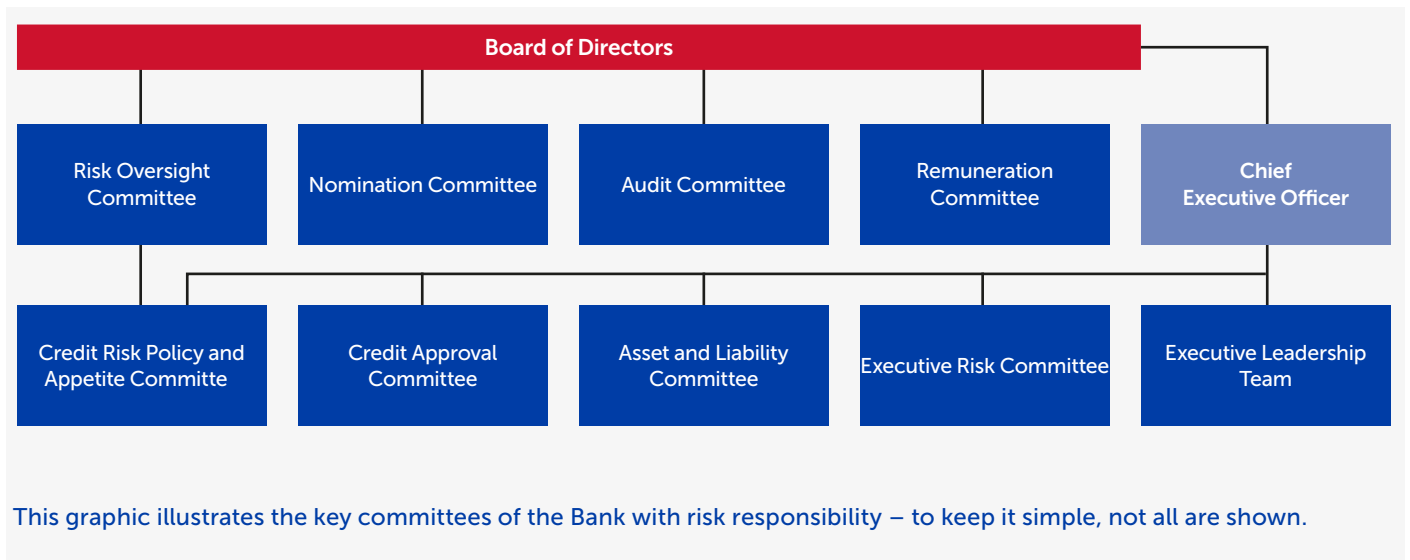 Board of Directors
Risk Oversight
Committee
Nomination Committee
Audit Committee
Remuneration
Committee
Chief
Executive Officer
Credit Risk Policy and
Appetite Committe
Credit Approval
Committee
Asset and Liability
Committee
Executive Risk Committee
Executive Leadership
Team
This graphic illustrates the key committees of the Bank with risk responsibility – to keep it simple, not all are shown.